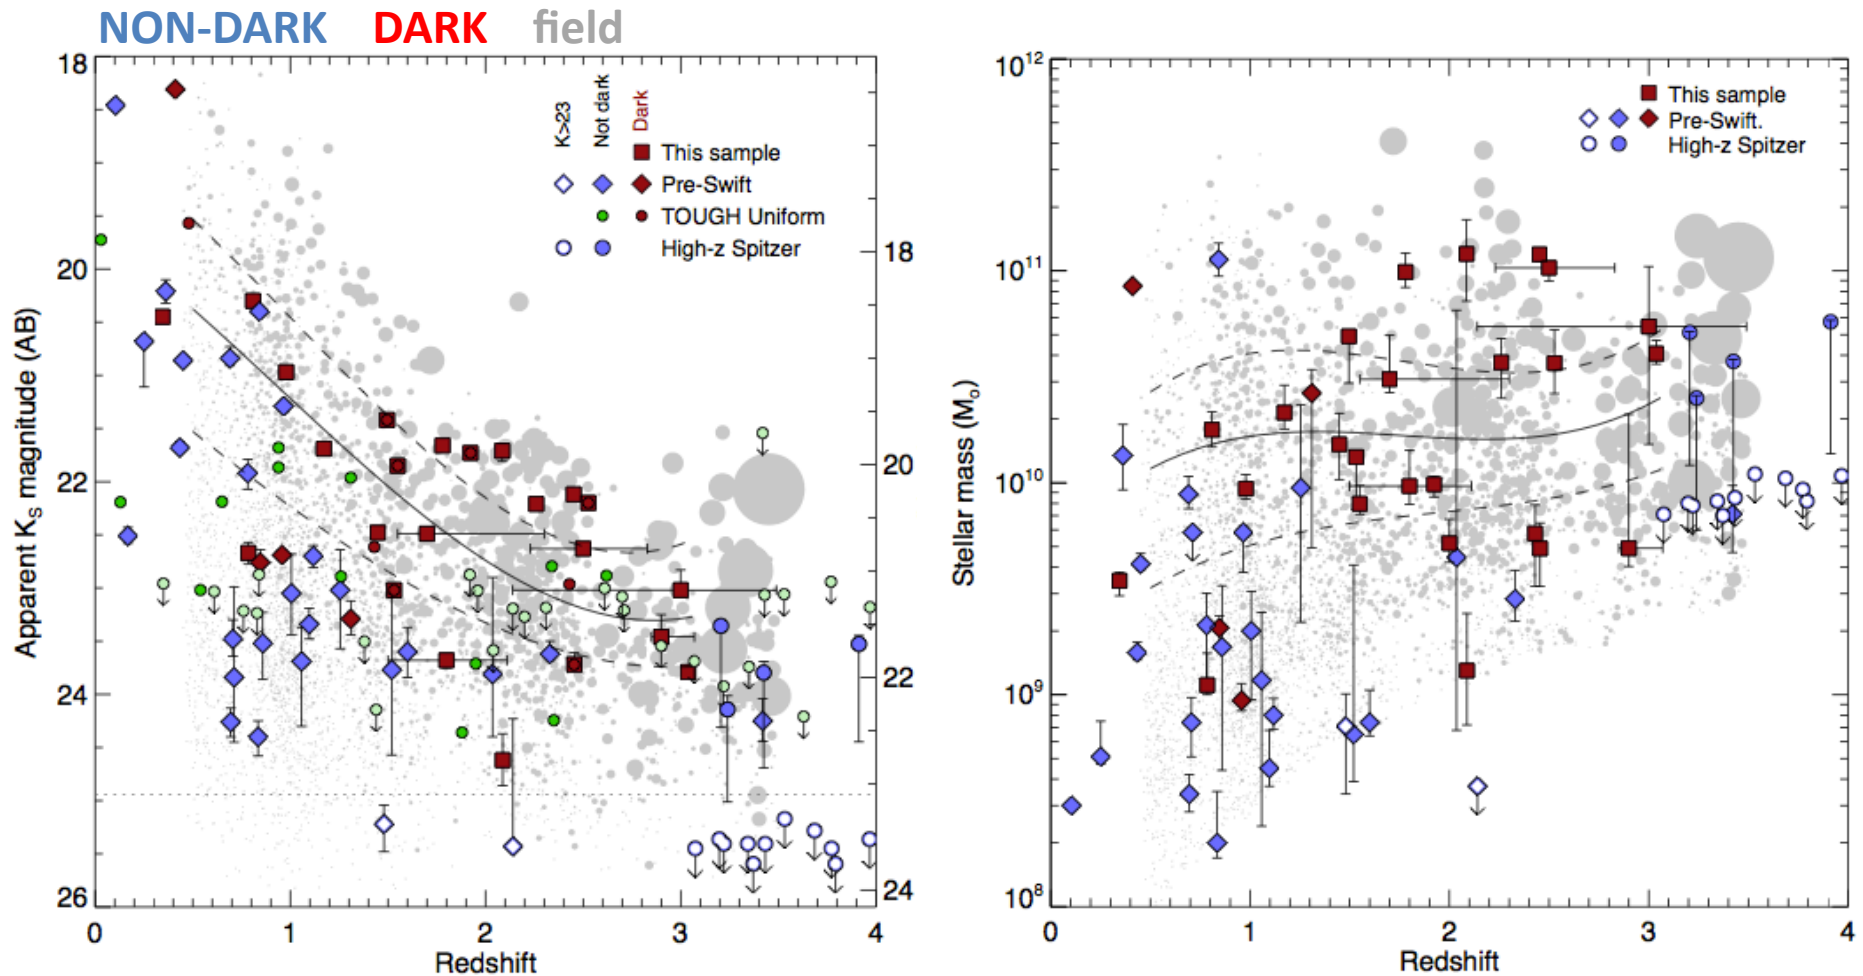 NON-DARK DARK field
K>23
Not dark
Dark
This sample
Pre-Swift
TOUGH Uniform
High-z Spitzer
Apparent KS magnitude (AB)
18
20
22
24
26
18
20
22
24
0 1 2 3 4
Redshift
This sample
Pre-Swift.
High-z Spitzer
Stellar mass (Mo)
10^12
10^11
10^10
10^9
10^8
0 1 2 3 4
Redshift